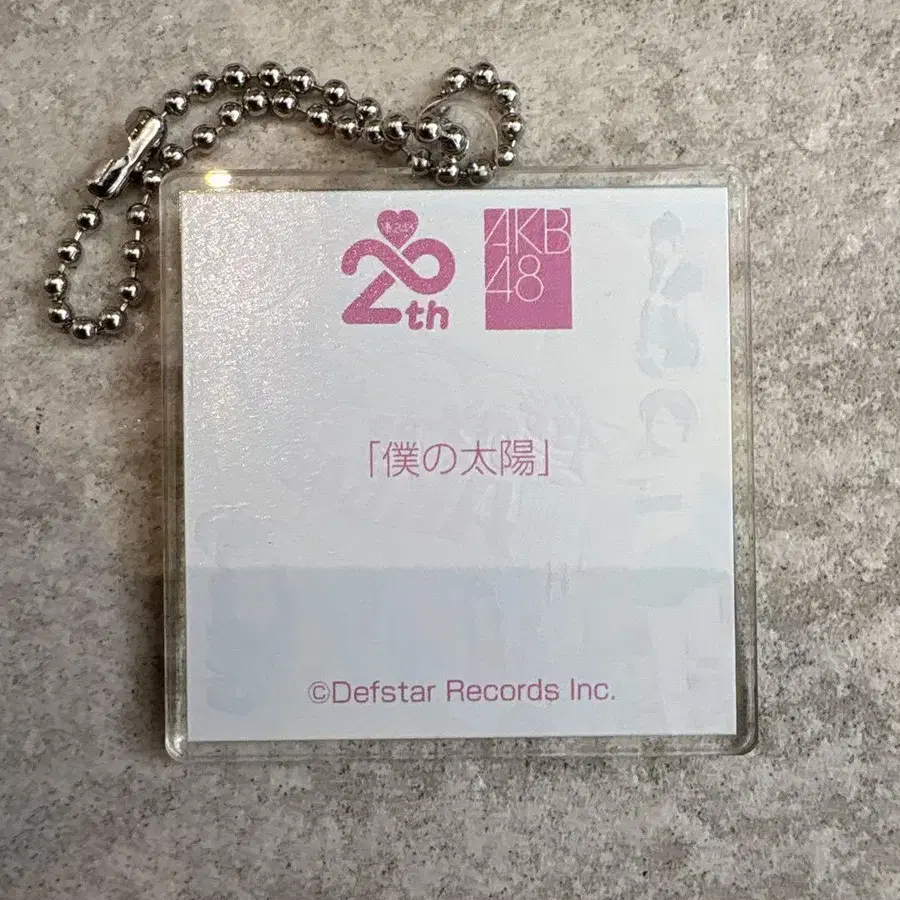 20th
AKB
48
「僕の太陽」
©Defstar Records Inc.